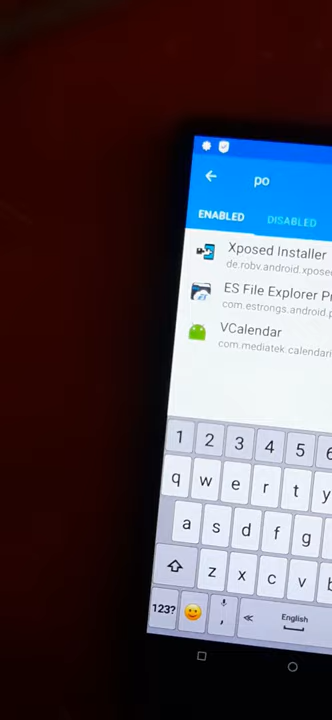 po
ENABLED DISABLED
Xposed Installer
de.robv.android.xpose
ES File Explorer P
com.estrongs.android.p
VCalendar
com.mediatek.calendari
1 2 3 4 5 6
q w e r t y
a s d f g
z x c v b
123? , English